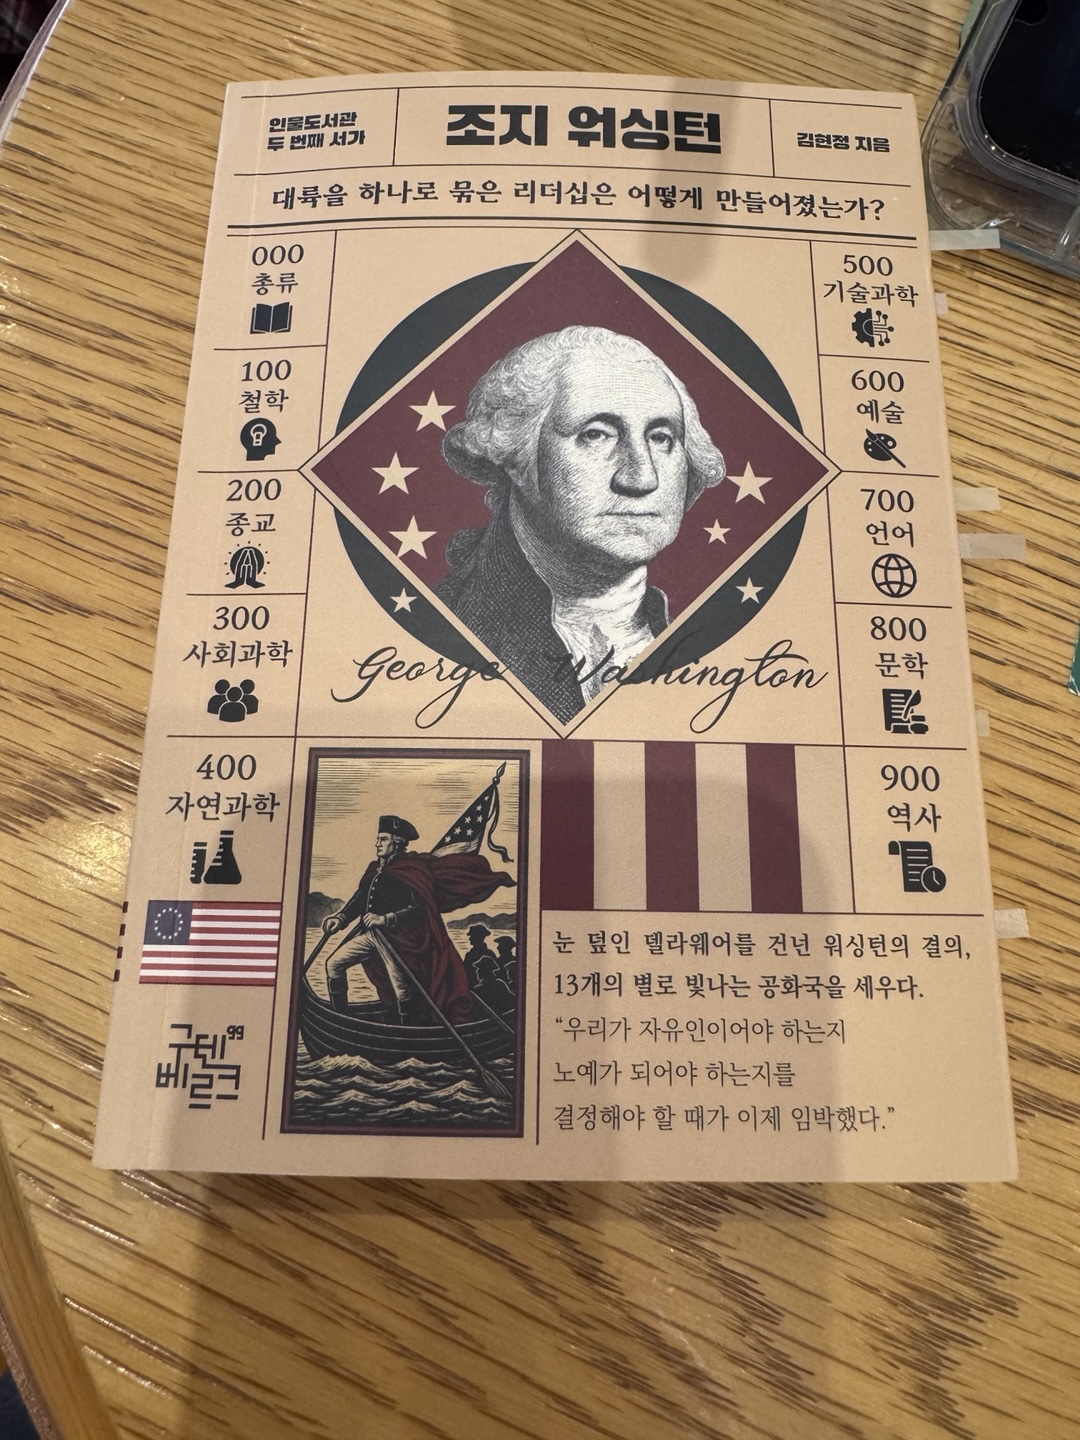 인물도서관
두 번째 서가
조지 워싱턴
김현정 지음
대륙을 하나로 묶은 리더십은 어떻게 만들어졌는가?
000
총류
100
철학
200
종교
300
사회과학
400
자연과학
500
기술과학
600
예술
700
언어
800
문학
900
역사
George Washington
눈 덮인 델라웨어를 건넌 워싱턴의 결의,
13개의 별로 빛나는 공화국을 세우다.
“우리가 자유인이어야 하는지
노예가 되어야 하는지를
결정해야 할 때가 이제 임박했다.”
구텐
베르크